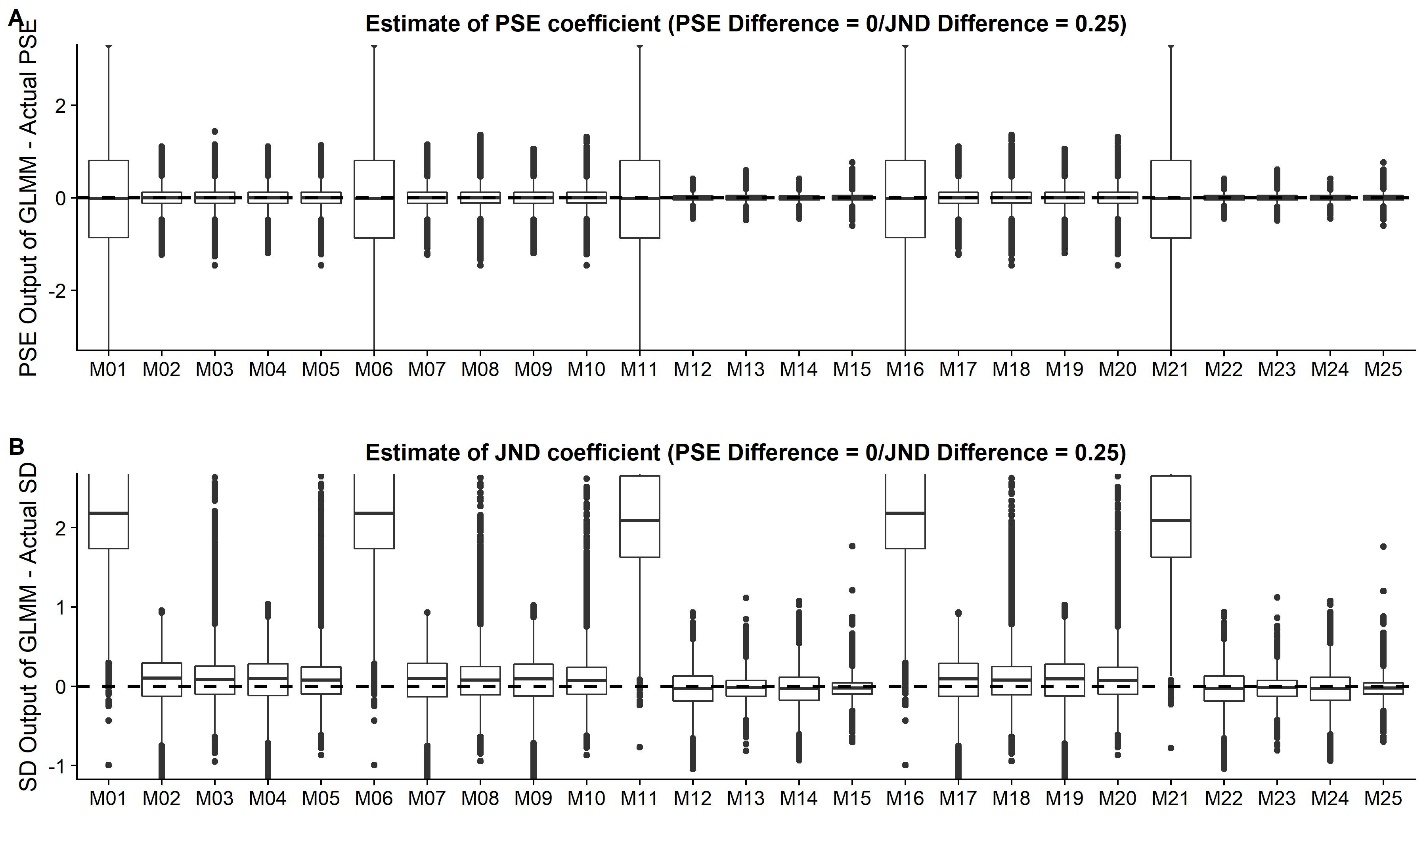 A
Estimate of PSE coefficient (PSE Difference = 0/JND Difference = 0.25)
PSE Output of GLMM - Actual PSE
2
0
-2
M01 M02 M03 M04 M05 M06 M07 M08 M09 M10 M11 M12 M13 M14 M15 M16 M17 M18 M19 M20 M21 M22 M23 M24 M25
B
Estimate of JND coefficient (PSE Difference = 0/JND Difference = 0.25)
SD Output of GLMM - Actual SD
2
1
0
-1
M01 M02 M03 M04 M05 M06 M07 M08 M09 M10 M11 M12 M13 M14 M15 M16 M17 M18 M19 M20 M21 M22 M23 M24 M25